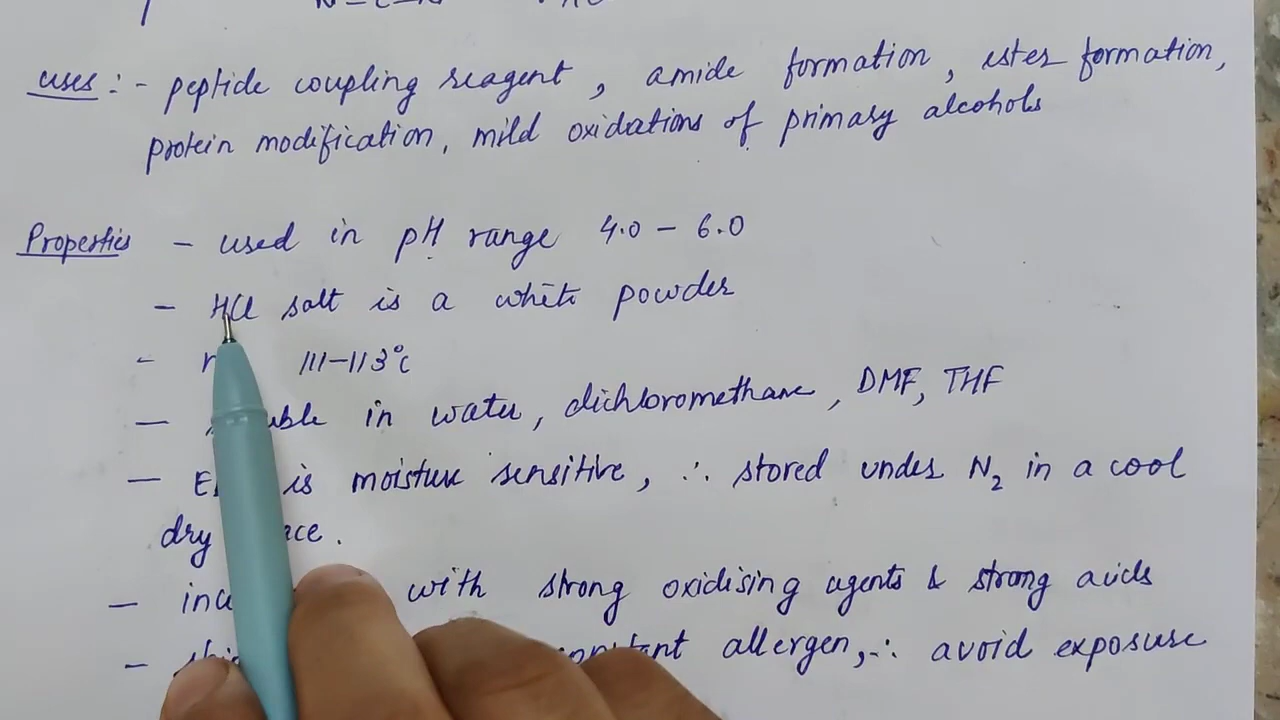 uses :- peptide coupling reagent, amide formation, ester formation,
protein modification, mild oxidations of primary alcohols
Properties - used in pH range 4.0 - 6.0
- HCl salt is a white powder
- 111-113°C
- in water, dichloromethane, DMF, THF
- is moisture sensitive, ∴ stored under N2 in a cool
dry .
- with strong oxidising agents & strong acids
- allergen, ∴ avoid exposure